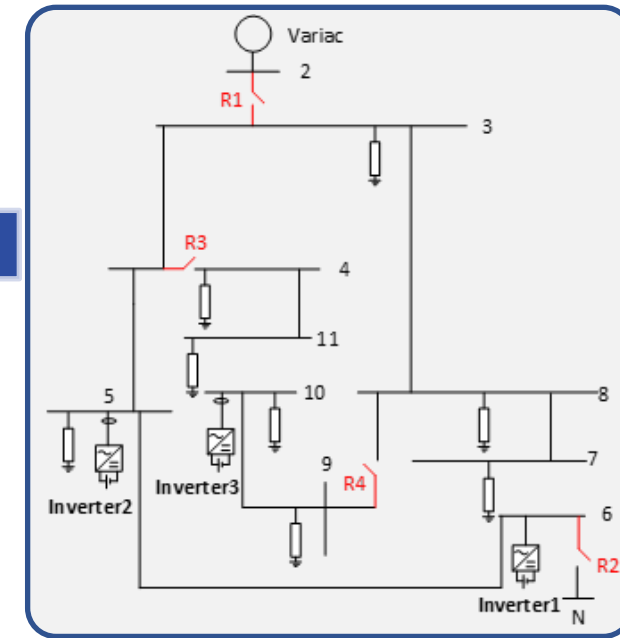 Variac
2
R1
3
R3
4
11
5
10
8
9
7
R4
Inverter2
Inverter3
6
R2
Inverter1
N